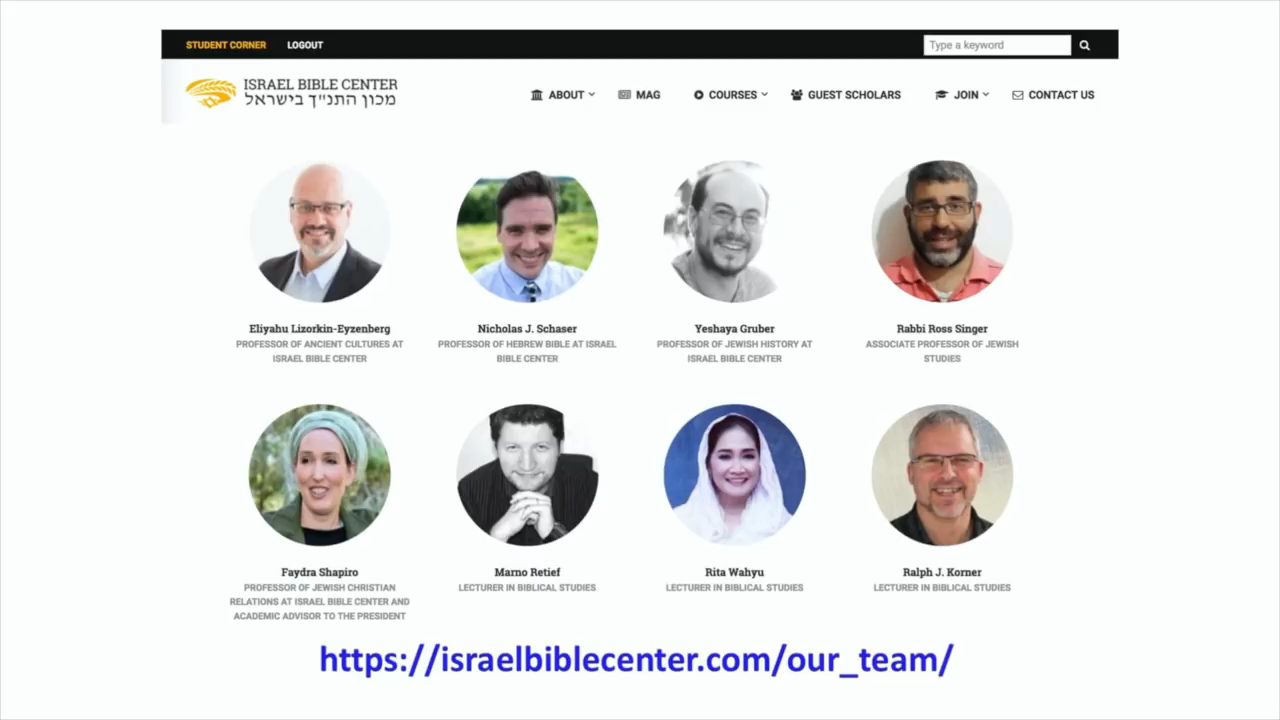 STUDENT CORNER LOGOUT Type a keyword
ISRAEL BIBLE CENTER
מכון התנ"ך בישראל
ABOUT MAG COURSES GUEST SCHOLARS JOIN CONTACT US
Eliyahu Lizorkin-Eyzenberg
PROFESSOR OF ANCIENT CULTURES AT
ISRAEL BIBLE CENTER
Nicholas J. Schaser
PROFESSOR OF HEBREW BIBLE AT ISRAEL
BIBLE CENTER
Yeshaya Gruber
PROFESSOR OF JEWISH HISTORY AT
ISRAEL BIBLE CENTER
Rabbi Ross Singer
ASSOCIATE PROFESSOR OF JEWISH
STUDIES
Faydra Shapiro
PROFESSOR OF JEWISH CHRISTIAN
RELATIONS AT ISRAEL BIBLE CENTER AND
ACADEMIC ADVISOR TO THE PRESIDENT
Marno Retief
LECTURER IN BIBLICAL STUDIES
Rita Wahyu
LECTURER IN BIBLICAL STUDIES
Ralph J. Korner
LECTURER IN BIBLICAL STUDIES
https://israelbiblecenter.com/our_team/